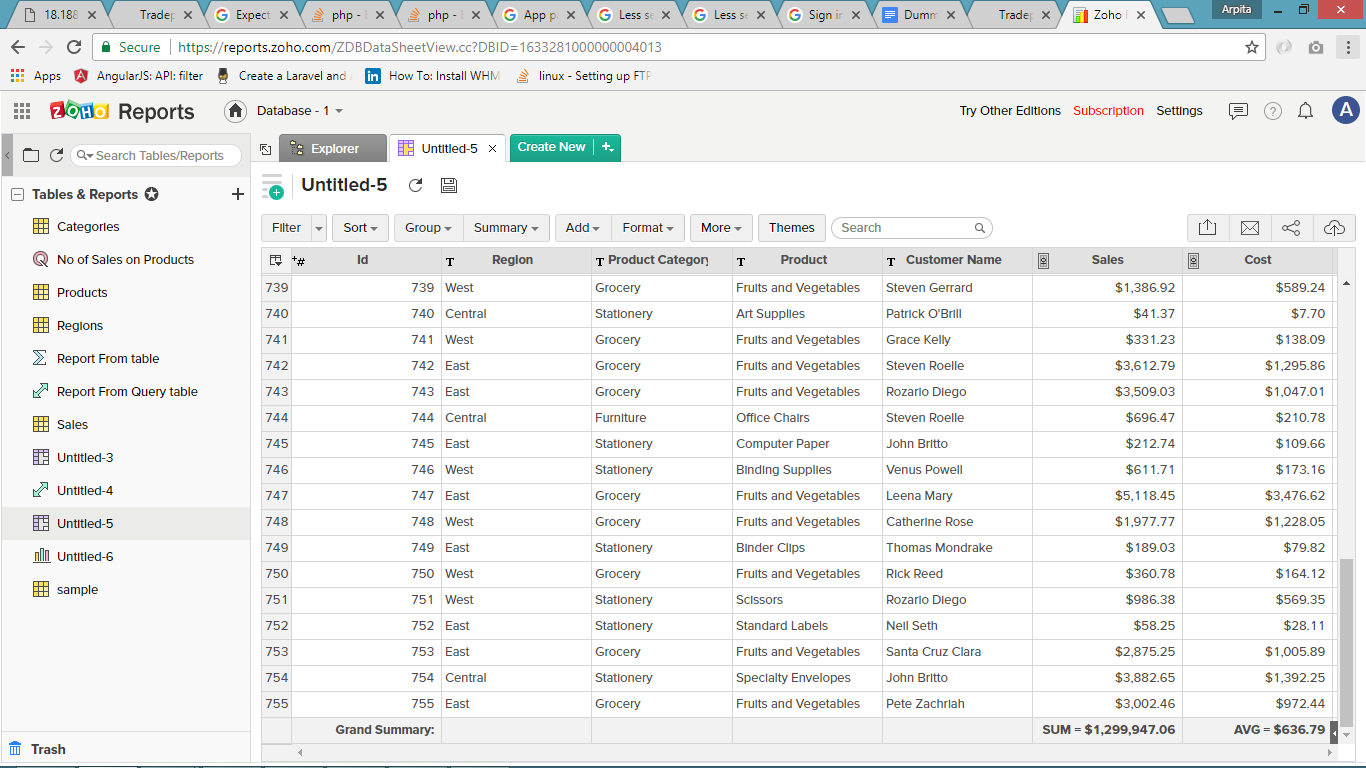 18.188 Tradep Expect php - E php - E App pa Less se Less se Sign in Dumm Tradep Zoho Arpita
Secure https://reports.zoho.com/ZDBDataSheetView.cc?DBID=1633281000000004013
Apps AngularJS: API: filter Create a Laravel and How To: Install WHM linux - Setting up FTP
ZOHO Reports Database - 1 Try Other Editions Subscription Settings A
Search Tables/Reports Explorer Untitled-5 Create New
Tables & Reports
Categories
No of Sales on Products
Products
Regions
Report From table
Report From Query table
Sales
Untitled-3
Untitled-4
Untitled-5
Untitled-6
sample
Trash
Untitled-5
Filter Sort Group Summary Add Format More Themes Search
Id Region Product Category Product Customer Name Sales Cost
739 739 West Grocery Fruits and Vegetables Steven Gerrard $1,386.92 $589.24
740 740 Central Stationery Art Supplies Patrick O'Brill $41.37 $7.70
741 741 West Grocery Fruits and Vegetables Grace Kelly $331.23 $138.09
742 742 East Grocery Fruits and Vegetables Steven Roelle $3,612.79 $1,295.86
743 743 East Grocery Fruits and Vegetables Rozario Diego $3,509.03 $1,047.01
744 744 Central Furniture Office Chairs Steven Roelle $696.47 $210.78
745 745 East Stationery Computer Paper John Britto $212.74 $109.66
746 746 West Stationery Binding Supplies Venus Powell $611.71 $173.16
747 747 East Grocery Fruits and Vegetables Leena Mary $5,118.45 $3,476.62
748 748 West Grocery Fruits and Vegetables Catherine Rose $1,977.77 $1,228.05
749 749 East Stationery Binder Clips Thomas Mondrake $189.03 $79.82
750 750 West Grocery Fruits and Vegetables Rick Reed $360.78 $164.12
751 751 West Stationery Scissors Rozario Diego $986.38 $569.35
752 752 East Stationery Standard Labels Neil Seth $58.25 $28.11
753 753 East Grocery Fruits and Vegetables Santa Cruz Clara $2,875.25 $1,005.89
754 754 Central Stationery Specialty Envelopes John Britto $3,882.65 $1,392.25
755 755 East Grocery Fruits and Vegetables Pete Zachriah $3,002.46 $972.44
Grand Summary: SUM = $1,299,947.06 AVG = $636.79